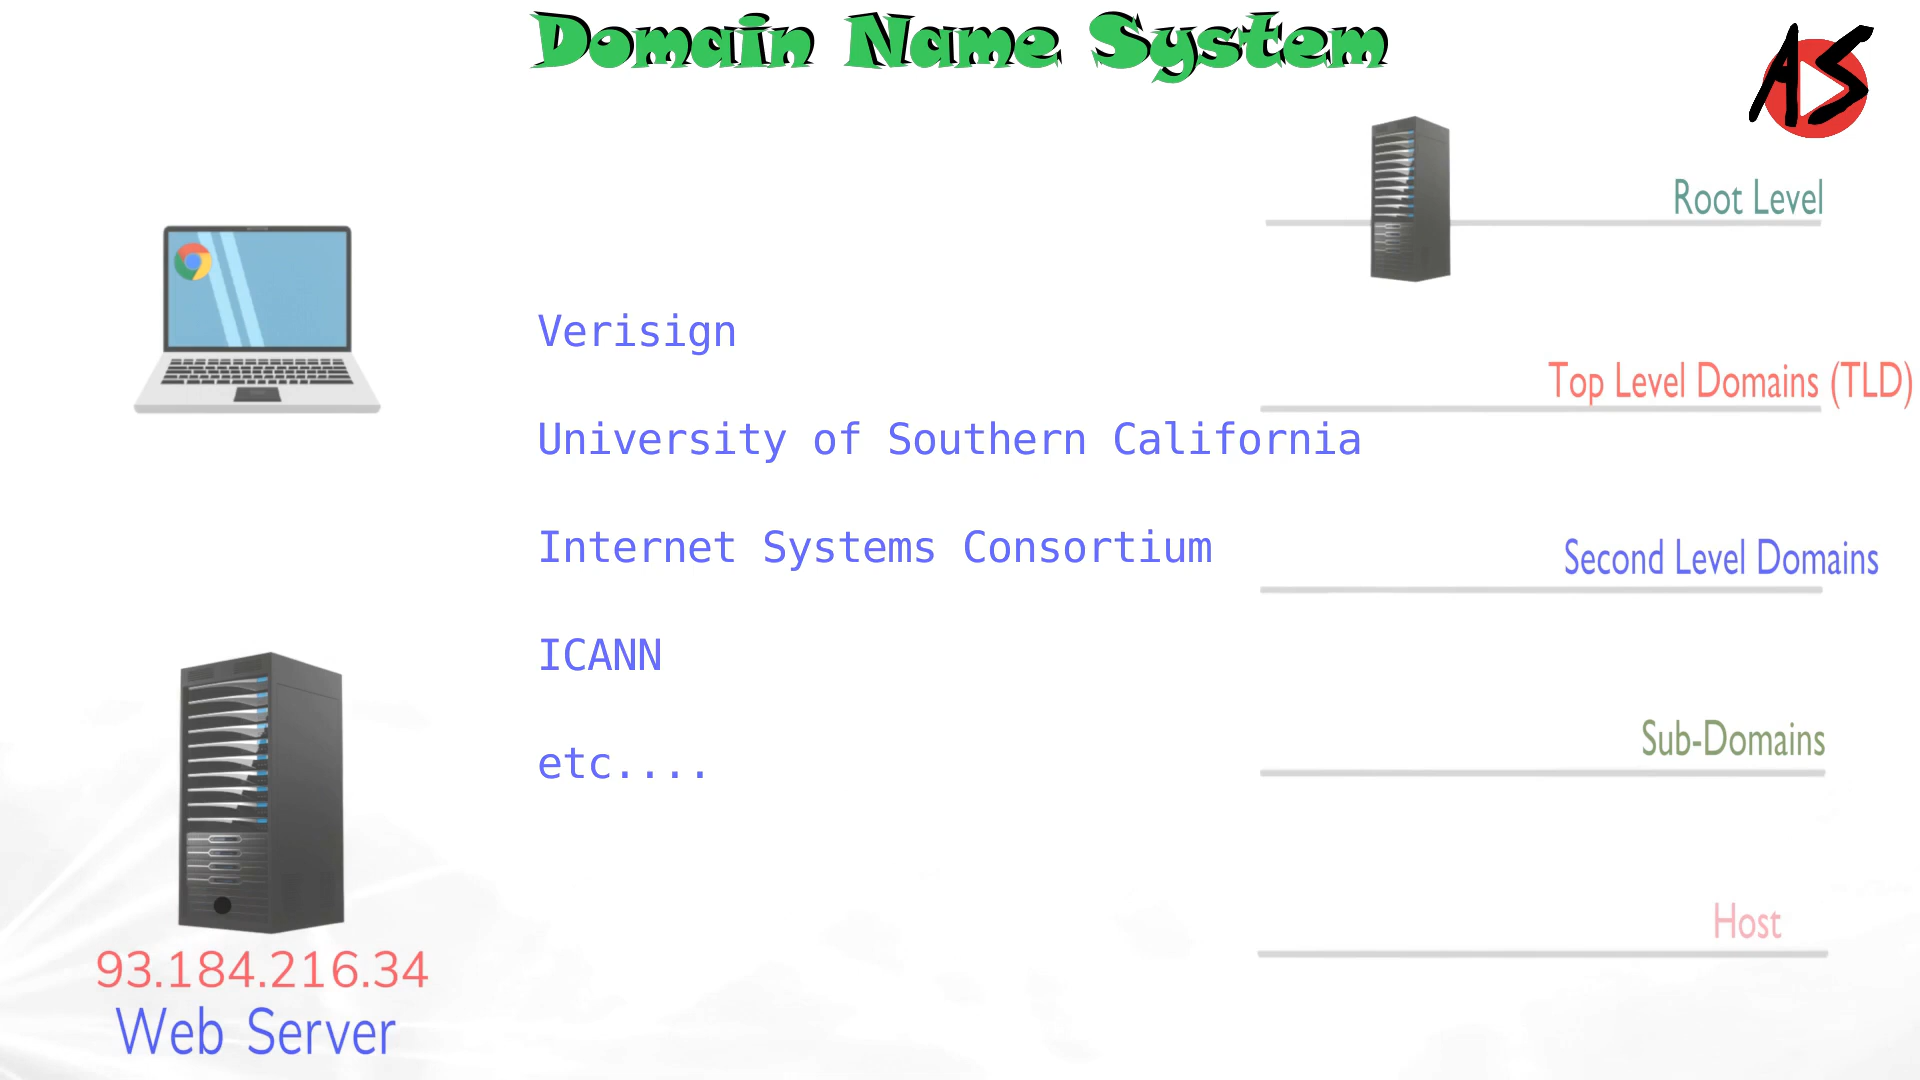 Domain Name System
AS
Root Level
Verisign
Top Level Domains (TLD)
University of Southern California
Internet Systems Consortium
Second Level Domains
ICANN
Sub-Domains
etc....
Host
93.184.216.34
Web Server